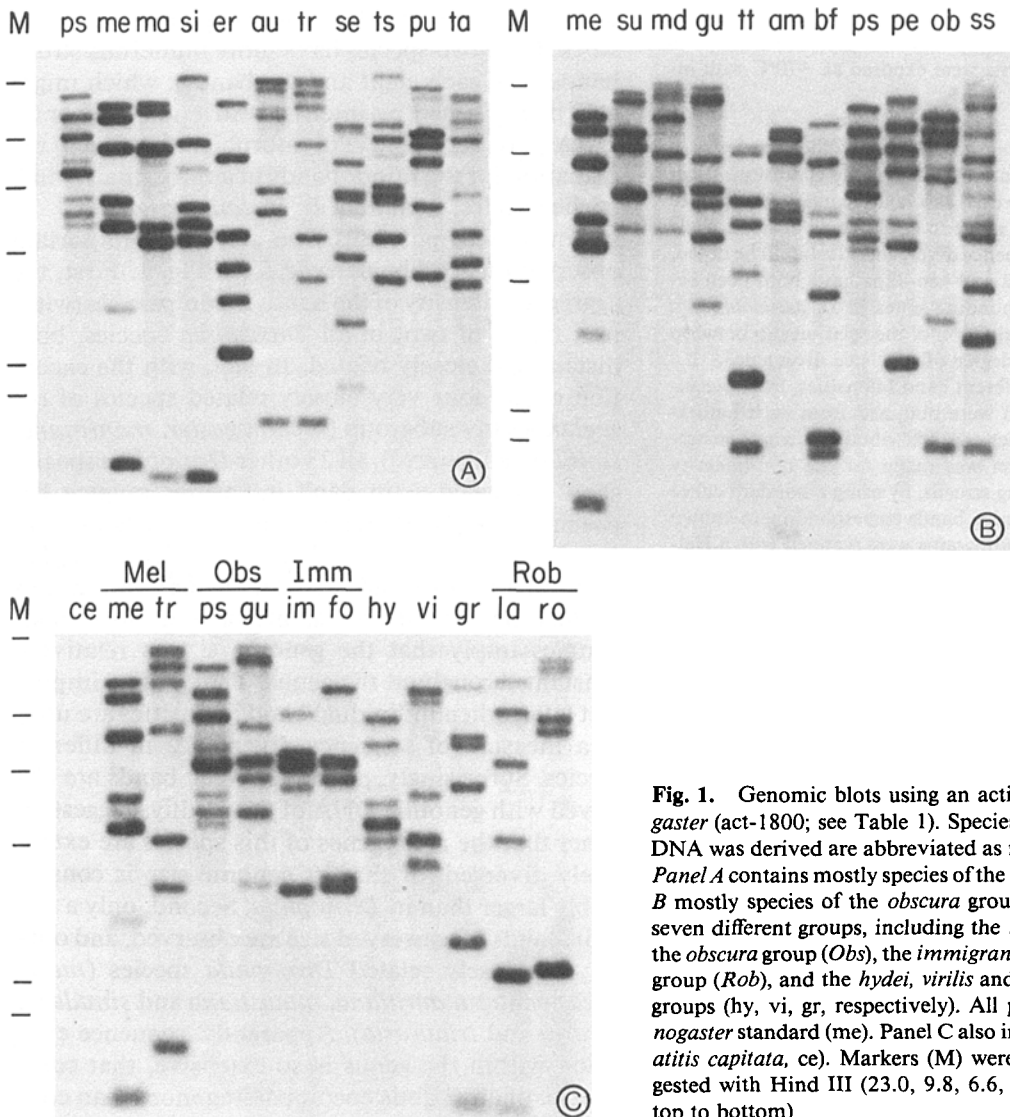 M ps me ma si er au tr se ts pu ta
A
M me su md gu tt am bf ps pe ob ss
B
Mel Obs Imm Rob
M ce me tr ps gu im fo hy vi gr la ro
C
Fig. 1. Genomic blots using an acti
gaster (act-1800; see Table 1). Species
DNA was derived are abbreviated as
Panel A contains mostly species of the
B mostly species of the obscura grou
seven different groups, including the
the obscura group (Obs), the immigran
group (Rob), and the hydei, virilis and
groups (hy, vi, gr, respectively). All
nogaster standard (me). Panel C also in
atitis capitata, ce). Markers (M) were
gested with Hind III (23.0, 9.8, 6.6,
top to bottom)